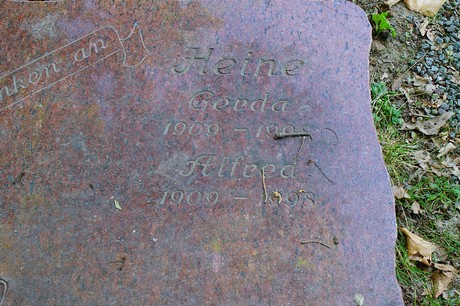 nken an
Heine
Gerda
1909 –
Alfred
1909 – 1998